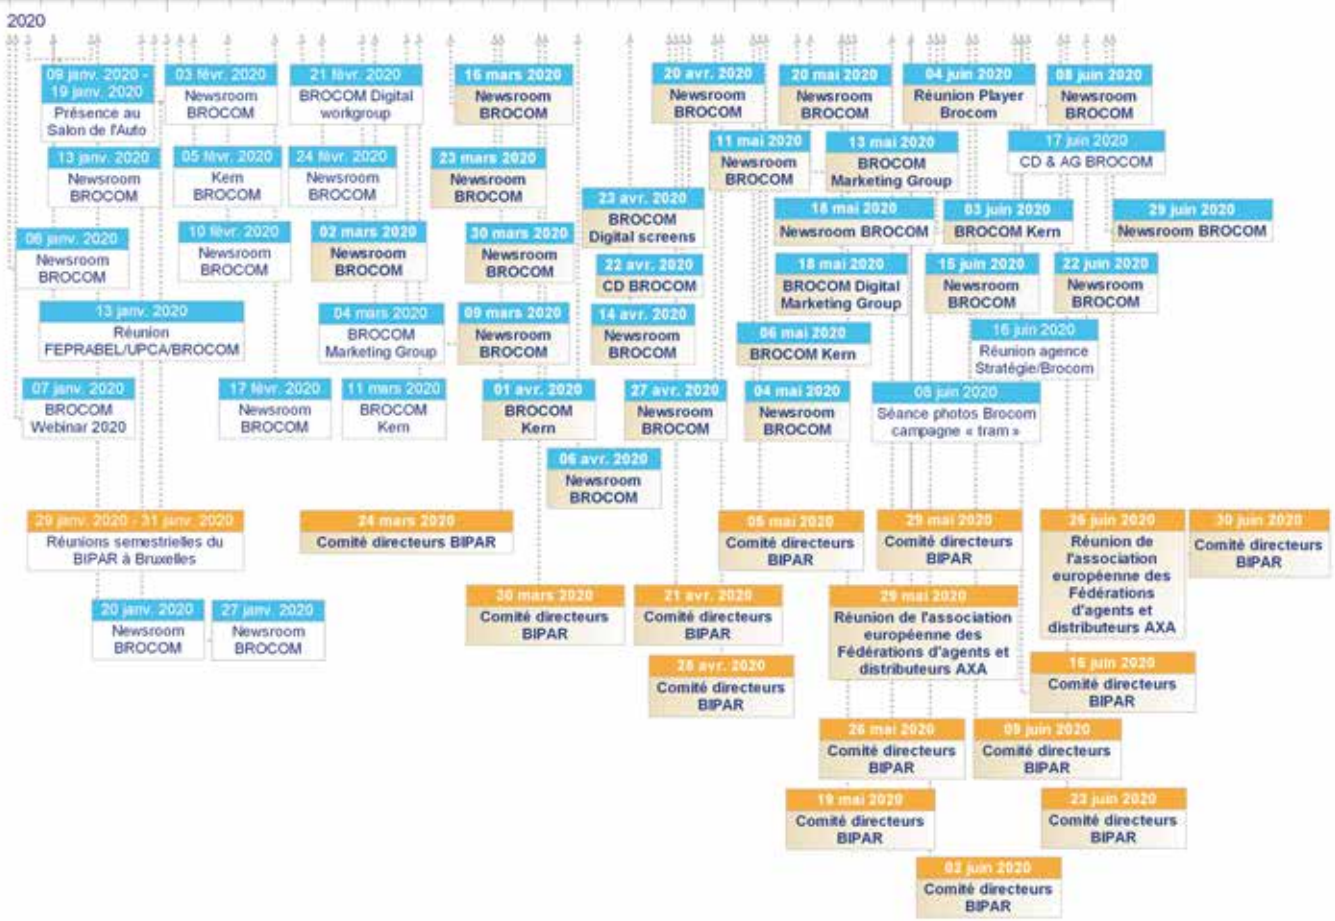 2020
09 janv. 2020 -
19 janv. 2020
Présence au
Salon de l'Auto
03 févr. 2020
Newsroom
BROCOM
21 févr. 2020
BROCOM Digital
workgroup
16 mars 2020
Newsroom
BROCOM
20 avr. 2020
Newsroom
BROCOM
20 mai 2020
Newsroom
BROCOM
04 juin 2020
Réunion Player
Brocom
08 juin 2020
Newsroom
BROCOM
13 janv. 2020
Newsroom
BROCOM
05 févr. 2020
Kern
BROCOM
24 févr. 2020
Newsroom
BROCOM
23 mars 2020
Newsroom
BROCOM
11 mai 2020
Newsroom
BROCOM
13 mai 2020
BROCOM
Marketing Group
17 juin 2020
CD & AG BROCOM
23 avr. 2020
BROCOM
Digital screens
18 mai 2020
Newsroom BROCOM
03 juin 2020
BROCOM Kern
29 juin 2020
Newsroom BROCOM
06 janv. 2020
Newsroom
BROCOM
10 févr. 2020
Newsroom
BROCOM
02 mars 2020
Newsroom
BROCOM
30 mars 2020
Newsroom
BROCOM
22 avr. 2020
CD BROCOM
18 mai 2020
BROCOM Digital
Marketing Group
15 juin 2020
Newsroom
BROCOM
22 juin 2020
Newsroom
BROCOM
13 janv. 2020
Réunion
FEPRABEL/UPCA/BROCOM
04 mars 2020
BROCOM
Marketing Group
09 mars 2020
Newsroom
BROCOM
14 avr. 2020
Newsroom
BROCOM
06 mai 2020
BROCOM Kern
16 juin 2020
Réunion agence
Stratégie/Brocom
07 janv. 2020
BROCOM
Webinar 2020
17 févr. 2020
Newsroom
BROCOM
11 mars 2020
BROCOM
Kern
01 avr. 2020
BROCOM
Kern
27 avr. 2020
Newsroom
BROCOM
04 mai 2020
Newsroom
BROCOM
08 juin 2020
Séance photos Brocom
campagne « tram »
06 avr. 2020
Newsroom
BROCOM
29 janv. 2020 - 31 janv. 2020
Réunions semestrielles du
BIPAR à Bruxelles
24 mars 2020
Comité directeurs BIPAR
05 mai 2020
Comité directeurs
BIPAR
29 mai 2020
Comité directeurs
BIPAR
26 juin 2020
Réunion de
l'association
européenne des
Fédérations
d'agents et
distributeurs AXA
30 juin 2020
Comité directeurs
BIPAR
20 janv. 2020
Newsroom
BROCOM
27 janv. 2020
Newsroom
BROCOM
30 mars 2020
Comité directeurs
BIPAR
21 avr. 2020
Comité directeurs
BIPAR
29 mai 2020
Réunion de l'association
européenne des
Fédérations d'agents et
distributeurs AXA
28 avr. 2020
Comité directeurs
BIPAR
16 juin 2020
Comité directeurs
BIPAR
26 mai 2020
Comité directeurs
BIPAR
09 juin 2020
Comité directeurs
BIPAR
19 mai 2020
Comité directeurs
BIPAR
23 juin 2020
Comité directeurs
BIPAR
02 juin 2020
Comité directeurs
BIPAR